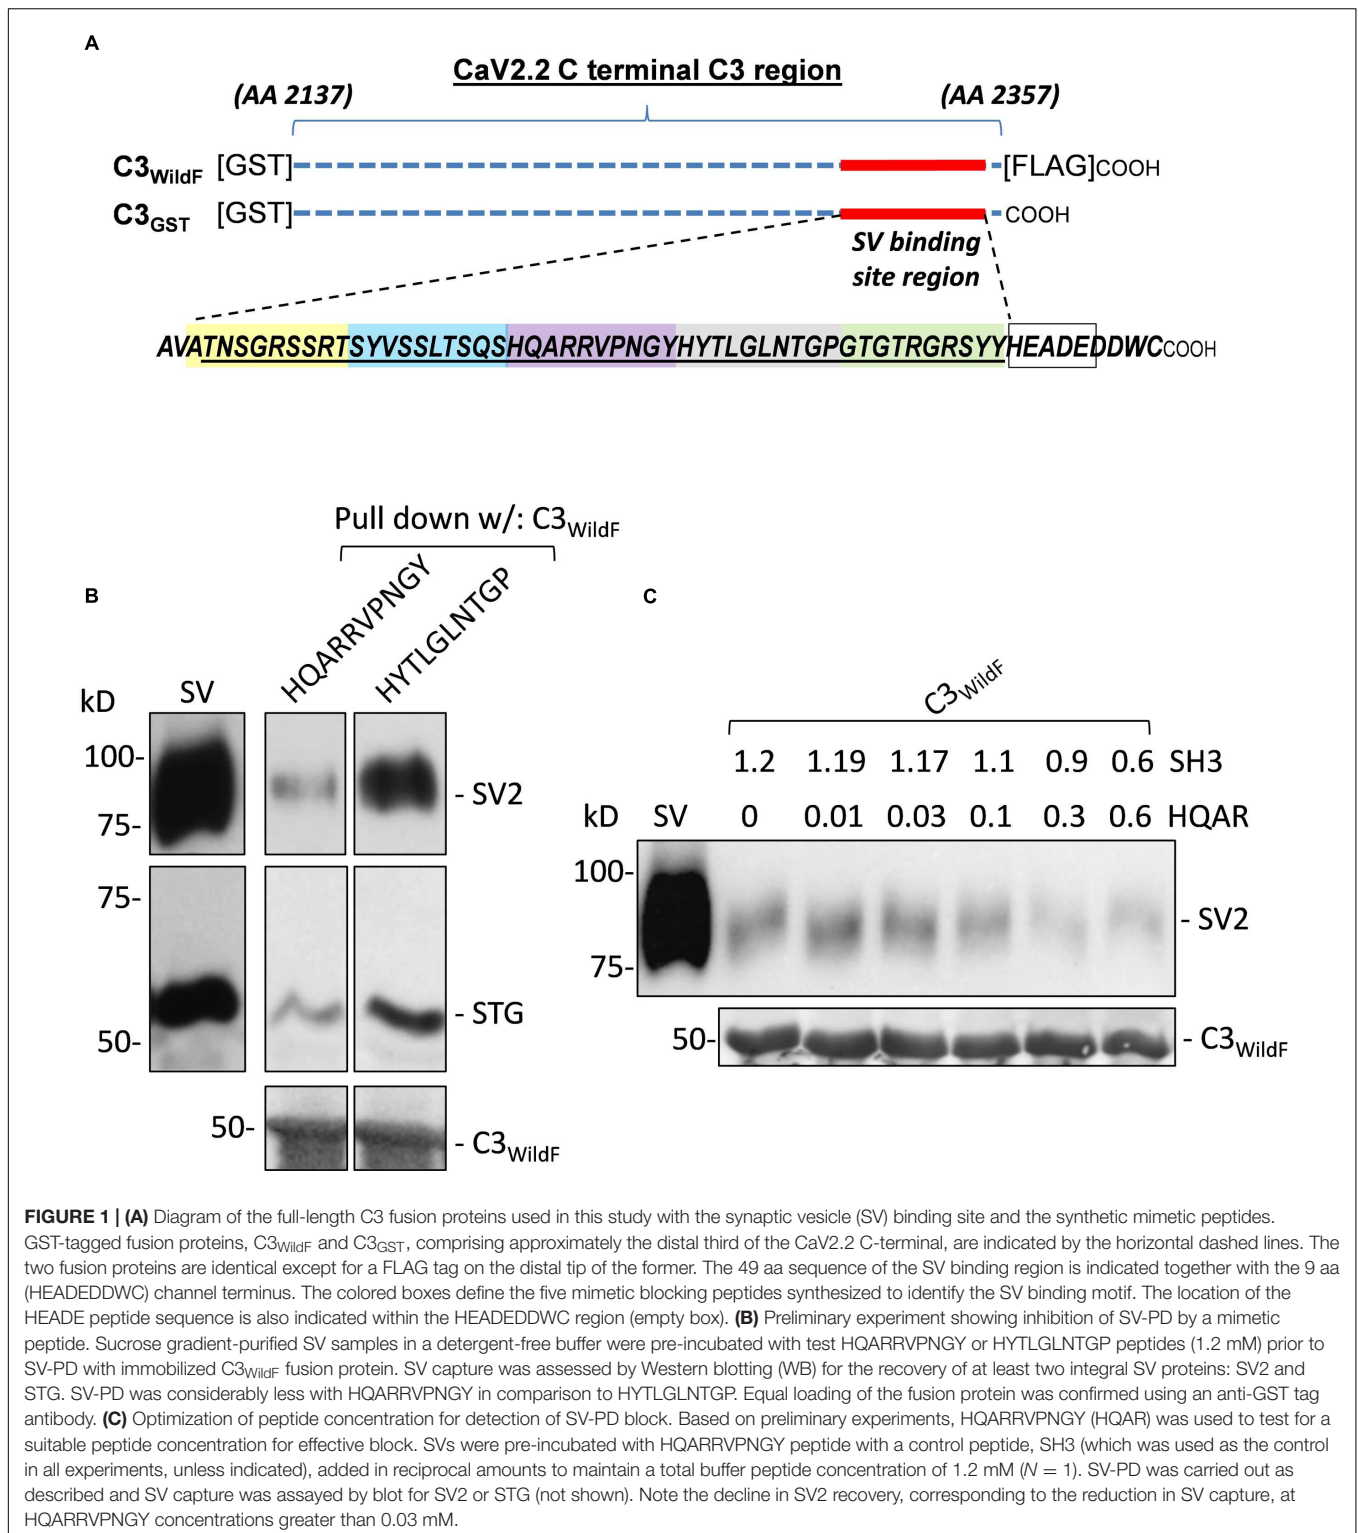 A
CaV2.2 C terminal C3 region
(AA 2137) (AA 2357)
C3WildF [GST] [FLAG]COOH
C3GST [GST] COOH
SV binding
site region
AVATNSGRSSRTSYVSSLTSQSHQARRVPNGYHYTLGLNTGPGTGTRGRSYYHEADEDDWCCOOH
Pull down w/: C3WildF
B
HQARRVPNGY
HYTLGLNTGP
kD SV
100-
- SV2
75-
75-
- STG
50-
50-
- C3WildF
C
C3WildF
1.2 1.19 1.17 1.1 0.9 0.6 SH3
kD SV 0 0.01 0.03 0.1 0.3 0.6 HQAR
100-
- SV2
75-
50- - C3WildF
FIGURE 1 | (A) Diagram of the full-length C3 fusion proteins used in this study with the synaptic vesicle (SV) binding site and the synthetic mimetic peptides.
GST-tagged fusion proteins, C3WildF and C3GST, comprising approximately the distal third of the CaV2.2 C-terminal, are indicated by the horizontal dashed lines. The
two fusion proteins are identical except for a FLAG tag on the distal tip of the former. The 49 aa sequence of the SV binding region is indicated together with the 9 aa
(HEADEDDWC) channel terminus. The colored boxes define the five mimetic blocking peptides synthesized to identify the SV binding motif. The location of the
HEADE peptide sequence is also indicated within the HEADEDDWC region (empty box). (B) Preliminary experiment showing inhibition of SV-PD by a mimetic
peptide. Sucrose gradient-purified SV samples in a detergent-free buffer were pre-incubated with test HQARRVPNGY or HYTLGLNTGP peptides (1.2 mM) prior to
SV-PD with immobilized C3WildF fusion protein. SV capture was assessed by Western blotting (WB) for the recovery of at least two integral SV proteins: SV2 and
STG. SV-PD was considerably less with HQARRVPNGY in comparison to HYTLGLNTGP. Equal loading of the fusion protein was confirmed using an anti-GST tag
antibody. (C) Optimization of peptide concentration for detection of SV-PD block. Based on preliminary experiments, HQARRVPNGY (HQAR) was used to test for a
suitable peptide concentration for effective block. SVs were pre-incubated with HQARRVPNGY peptide with a control peptide, SH3 (which was used as the control
in all experiments, unless indicated), added in reciprocal amounts to maintain a total buffer peptide concentration of 1.2 mM (N = 1). SV-PD was carried out as
described and SV capture was assayed by blot for SV2 or STG (not shown). Note the decline in SV2 recovery, corresponding to the reduction in SV capture, at
HQARRVPNGY concentrations greater than 0.03 mM.